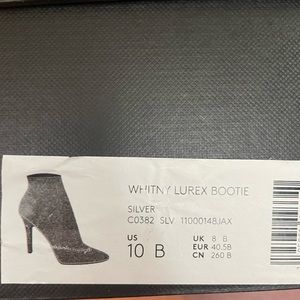 WHITNY LUREX BOOTIE
SILVER
C0382 SLV 11000148JAX
US
10 B
UK 8 B
EUR 40.5B
CN 260 B